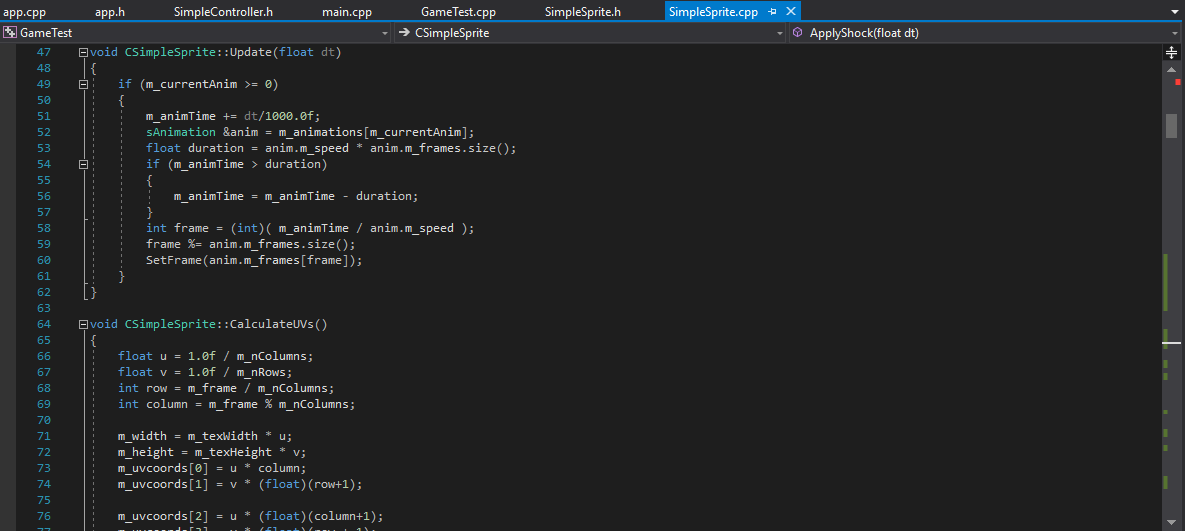 app.cpp app.h SimpleController.h main.cpp GameTest.cpp SimpleSprite.h SimpleSprite.cpp
GameTest CSimpleSprite ApplyShock(float dt)
47 void CSimpleSprite::Update(float dt)
48 {
49 if (m_currentAnim >= 0)
50 {
51 m_animTime += dt/1000.0f;
52 sAnimation &anim = m_animations[m_currentAnim];
53 float duration = anim.m_speed * anim.m_frames.size();
54 if (m_animTime > duration)
55 {
56 m_animTime = m_animTime - duration;
57 }
58 int frame = (int)( m_animTime / anim.m_speed );
59 frame %= anim.m_frames.size();
60 SetFrame(anim.m_frames[frame]);
61 }
62 }
63
64 void CSimpleSprite::CalculateUVs()
65 {
66 float u = 1.0f / m_nColumns;
67 float v = 1.0f / m_nRows;
68 int row = m_frame / m_nColumns;
69 int column = m_frame % m_nColumns;
70
71 m_width = m_texWidth * u;
72 m_height = m_texHeight * v;
73 m_uvcoords[0] = u * column;
74 m_uvcoords[1] = v * (float)(row+1);
75
76 m_uvcoords[2] = u * (float)(column+1);